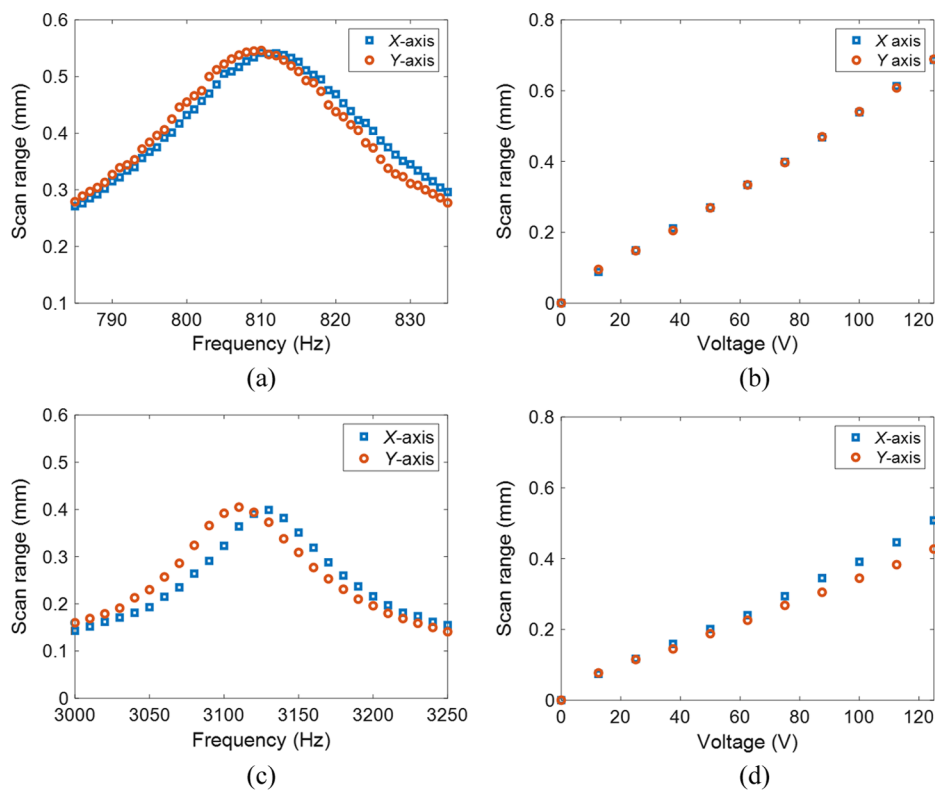 0.6
0.5
0.4
0.3
0.2
0.1
Scan range (mm)
X-axis
Y-axis
790 800 810 820 830
Frequency (Hz)
(a)
0.8
0.6
0.4
0.2
0
Scan range (mm)
X axis
Y axis
0 20 40 60 80 100 120
Voltage (V)
(b)
0.6
0.5
0.4
0.3
0.2
0.1
0
Scan range (mm)
X-axis
Y-axis
3000 3050 3100 3150 3200 3250
Frequency (Hz)
(c)
0.8
0.6
0.4
0.2
0
Scan range (mm)
X-axis
Y-axis
0 20 40 60 80 100 120
Voltage (V)
(d)